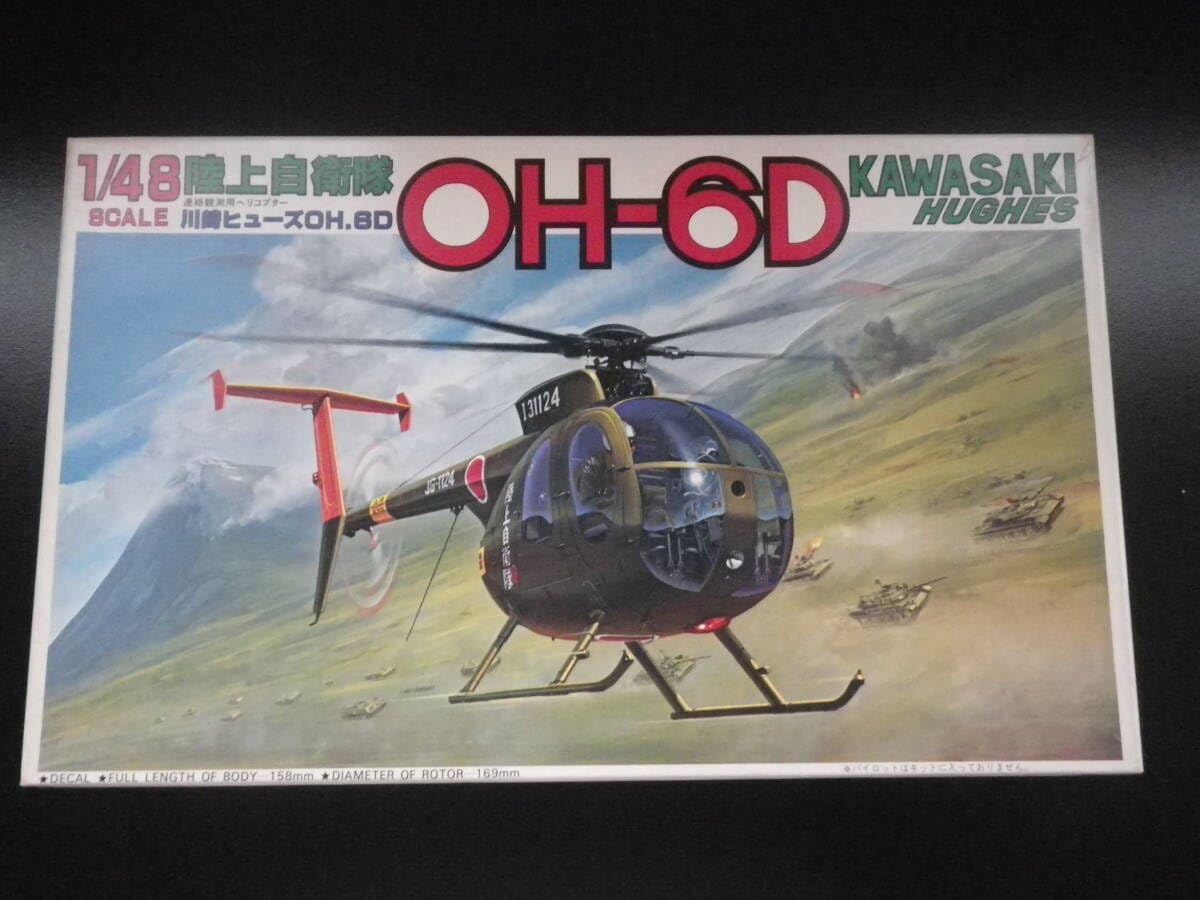 1/48
SCALE
陸上自衛隊
連絡観測用ヘリコプター
川崎ヒューズOH.6D
OH-6D
KAWASAKI
HUGHES
131124
JG-1124
陸上自衛隊
★DECAL ★FULL LENGTH OF BODY…158mm ★DIAMETER OF ROTOR…169mm
※パイロットはキットに入っておりません。